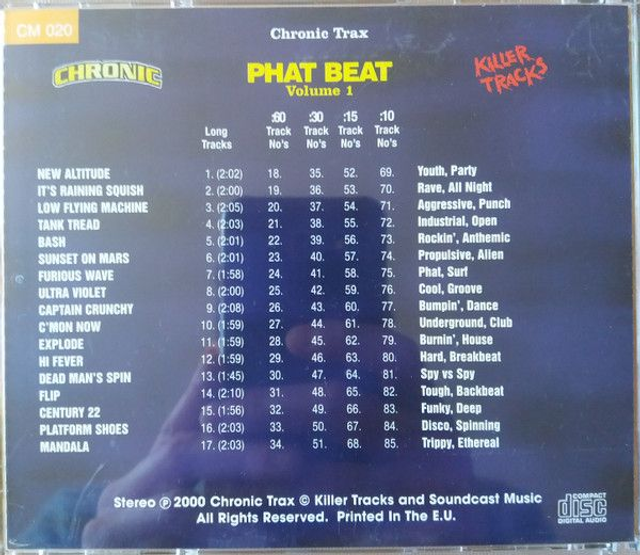 CM 020
Chronic Trax
CHRONIC
PHAT BEAT
Volume 1
KILLER TRACKS
:60 :30 :15 :10
Long Track Track Track Track
Tracks No's No's No's No's
NEW ALTITUDE 1. (2:02) 18. 35. 52. 69. Youth, Party
IT'S RAINING SQUISH 2. (2:00) 19. 36. 53. 70. Rave, All Night
LOW FLYING MACHINE 3. (2:05) 20. 37. 54. 71. Aggressive, Punch
TANK TREAD 4. (2:03) 21. 38. 55. 72. Industrial, Open
BASH 5. (2:01) 22. 39. 56. 73. Rockin', Anthemic
SUNSET ON MARS 6. (2:01) 23. 40. 57. 74. Propulsive, Alien
FURIOUS WAVE 7. (1:58) 24. 41. 58. 75. Phat, Surf
ULTRA VIOLET 8. (2:00) 25. 42. 59. 76. Cool, Groove
CAPTAIN CRUNCHY 9. (2:08) 26. 43. 60. 77. Bumpin', Dance
C'MON NOW 10. (1:59) 27. 44. 61. 78. Underground, Club
EXPLODE 11. (1:59) 28. 45. 62. 79. Burnin', House
HI FEVER 12. (1:59) 29. 46. 63. 80. Hard, Breakbeat
DEAD MAN'S SPIN 13. (1:45) 30. 47. 64. 81. Spy vs Spy
FLIP 14. (2:10) 31. 48. 65. 82. Tough, Backbeat
CENTURY 22 15. (1:56) 32. 49. 66. 83. Funky, Deep
PLATFORM SHOES 16. (2:03) 33. 50. 67. 84. Disco, Spinning
MANDALA 17. (2:03) 34. 51. 68. 85. Trippy, Ethereal
Stereo ℗ 2000 Chronic Trax © Killer Tracks and Soundcast Music
All Rights Reserved. Printed In The E.U.
COMPACT
disc
DIGITAL AUDIO